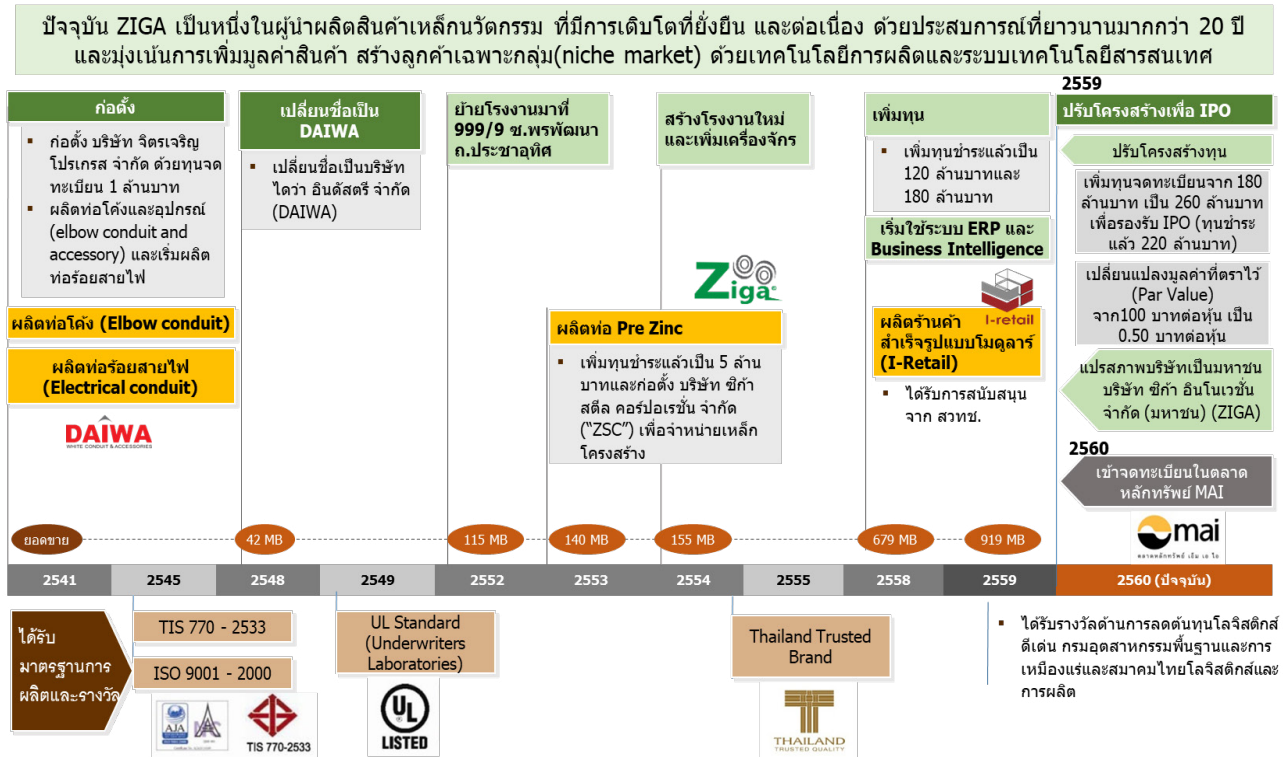 ปัจจุบัน ZIGA เป็นหนึ่งในผู้นำผลิตสินค้าเหล็กนวัตกรรม ที่มีการเติบโตที่ยั่งยืน และต่อเนื่อง ด้วยประสบการณ์ที่ยาวนานมากกว่า 20 ปี
และมุ่งเน้นการเพิ่มมูลค่าสินค้า สร้างลูกค้าเฉพาะกลุ่ม(niche market) ด้วยเทคโนโลยีการผลิตและระบบเทคโนโลยีสารสนเทศ
ก่อตั้ง
▪ ก่อตั้ง บริษัท จิตรเจริญ
โปรเกรส จำกัด ด้วยทุนจด
ทะเบียน 1 ล้านบาท
▪ ผลิตท่อโค้งและอุปกรณ์
(elbow conduit and
accessory) และเริ่มผลิต
ท่อร้อยสายไฟ
ผลิตท่อโค้ง (Elbow conduit)
ผลิตท่อร้อยสายไฟ
(Electrical conduit)
DAIWA
WHITE CONDUIT & ACCESSORIES
เปลี่ยนชื่อเป็น
DAIWA
▪ เปลี่ยนชื่อเป็นบริษัท
ไดว่า อินดัสตรี จำกัด
(DAIWA)
ย้ายโรงงานมาที่
999/9 ซ.พรพัฒนา
ถ.ประชาอุทิศ
สร้างโรงงานใหม่
และเพิ่มเครื่องจักร
Ziga
ผลิตท่อ Pre Zinc
▪ เพิ่มทุนชำระแล้วเป็น 5 ล้าน
บาทและก่อตั้ง บริษัท ซิก้า
สตีล คอร์ปอเรชั่น จำกัด
("ZSC") เพื่อจำหน่ายเหล็ก
โครงสร้าง
เพิ่มทุน
▪ เพิ่มทุนชำระแล้วเป็น
120 ล้านบาทและ
180 ล้านบาท
เริ่มใช้ระบบ ERP และ
Business Intelligence
I-retail
ผลิตร้านค้า
สำเร็จรูปแบบโมดูลาร์
(I-Retail)
▪ ได้รับการสนับสนุน
จาก สวทช.
2559
ปรับโครงสร้างเพื่อ IPO
ปรับโครงสร้างทุน
เพิ่มทุนจดทะเบียนจาก 180
ล้านบาท เป็น 260 ล้านบาท
เพื่อรองรับ IPO (ทุนชำระ
แล้ว 220 ล้านบาท)
เปลี่ยนแปลงมูลค่าที่ตราไว้
(Par Value)
จาก100 บาทต่อหุ้น เป็น
0.50 บาทต่อหุ้น
แปรสภาพบริษัทเป็นมหาชน
บริษัท ซิก้า อินโนเวชั่น
จำกัด (มหาชน) (ZIGA)
2560
เข้าจดทะเบียนในตลาด
หลักทรัพย์ MAI
mai
ตลาดหลักทรัพย์ เอ็ม เอ ไอ
ยอดขาย 42 MB 115 MB 140 MB 155 MB 679 MB 919 MB
2541 2545 2548 2549 2552 2553 2554 2555 2558 2559 2560 (ปัจจุบัน)
ได้รับ
มาตรฐานการ
ผลิตและรางวัล
TIS 770 - 2533
ISO 9001 - 2000
AJA
TIS 770-2533
UL Standard
(Underwriters
Laboratories)
UL
LISTED
Thailand Trusted
Brand
THAILAND
TRUSTED QUALITY
▪ ได้รับรางวัลด้านการลดต้นทุนโลจิสติกส์
ดีเด่น กรมอุตสาหกรรมพื้นฐานและการ
เหมืองแร่และสมาคมไทยโลจิสติกส์และ
การผลิต